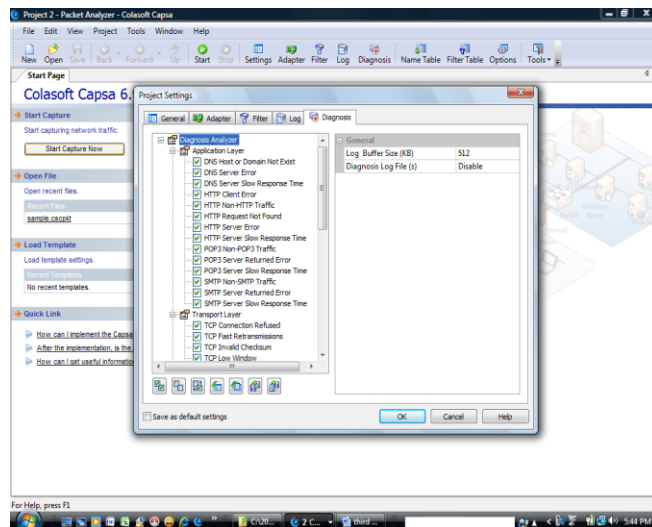 Project 2 - Packet Analyzer - Colasoft Capsa
File Edit View Project Tools Window Help
New Open Save Back Forward Up Start Stop Settings Adapter Filter Log Diagnosis Name Table Filter Table Options Tools
Start Page
Colasoft Capsa 6.
Start Capture
Start capturing network traffic.
Start Capture Now
Open File
Open recent files.
Recent Files
sample.cscpkt
Load Template
Load template settings.
Recent Templates
No recent templates.
Quick Link
How can I implement the Capsa
After the implementation, is the
How can I get useful informatio
Project Settings
General Adapter Filter Log Diagnosis
Diagnosis Analyzer
Application Layer
DNS Host or Domain Not Exist
DNS Server Error
DNS Server Slow Response Time
HTTP Client Error
HTTP Non-HTTP Traffic
HTTP Request Not Found
HTTP Server Error
HTTP Server Slow Response Time
POP3 Non-POP3 Traffic
POP3 Server Returned Error
POP3 Server Slow Response Time
SMTP Non-SMTP Traffic
SMTP Server Returned Error
SMTP Server Slow Response Time
Transport Layer
TCP Connection Refused
TCP Fast Retransmissions
TCP Invalid Checksum
TCP Low Window
General
Log Buffer Size (KB) 512
Diagnosis Log File (s) Disable
Save as default settings
OK Cancel Help
Database
Server
For Help, press F1
C:\20... 2 C... third ... 5:44 PM